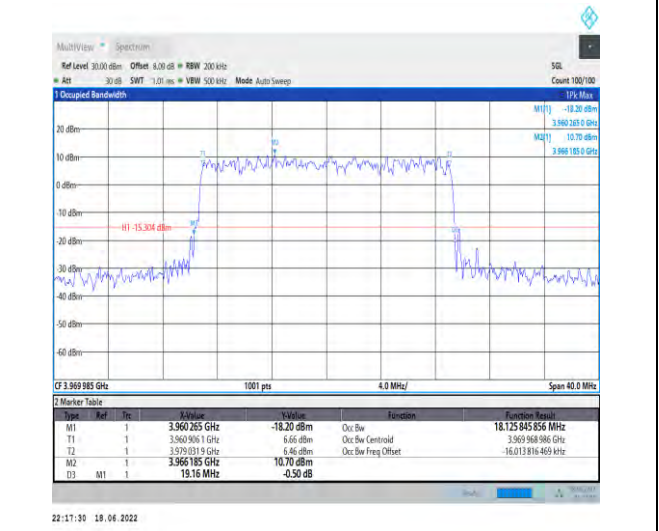 MultiView Spectrum
Ref Level 30.00 dBm Offset 8.00 dB RBW 200 kHz SGL
Att 30 dB SWT 1.01 ms VBW 500 kHz Mode Auto Sweep Count 100/100
1 Occupied Bandwidth 1Pk Max
M1[1] -18.20 dBm
3.960 265 0 GHz
M2[1] 10.70 dBm
3.966 185 0 GHz
20 dBm
M2
T1
10 dBm
0 dBm
-10 dBm
H1 -15.304 dBm
-20 dBm
-30 dBm
-40 dBm
-50 dBm
-60 dBm
CF 3.969 985 GHz 1001 pts 4.0 MHz/ Span 40.0 MHz
2 Marker Table
Type Ref Trc X-Value Y-Value Function Function Result
M1 1 3.960 265 GHz -18.20 dBm Occ Bw 18.125 845 856 MHz
T1 1 3.960 906 1 GHz 6.66 dBm Occ Bw Centroid 3.969 968 986 GHz
T2 1 3.979 031 9 GHz 6.46 dBm Occ Bw Freq Offset -16.013 816 469 kHz
M2 1 3.966 185 GHz 10.70 dBm
D3 M1 1 19.16 MHz -0.50 dB
22:17:30 18.06.2022